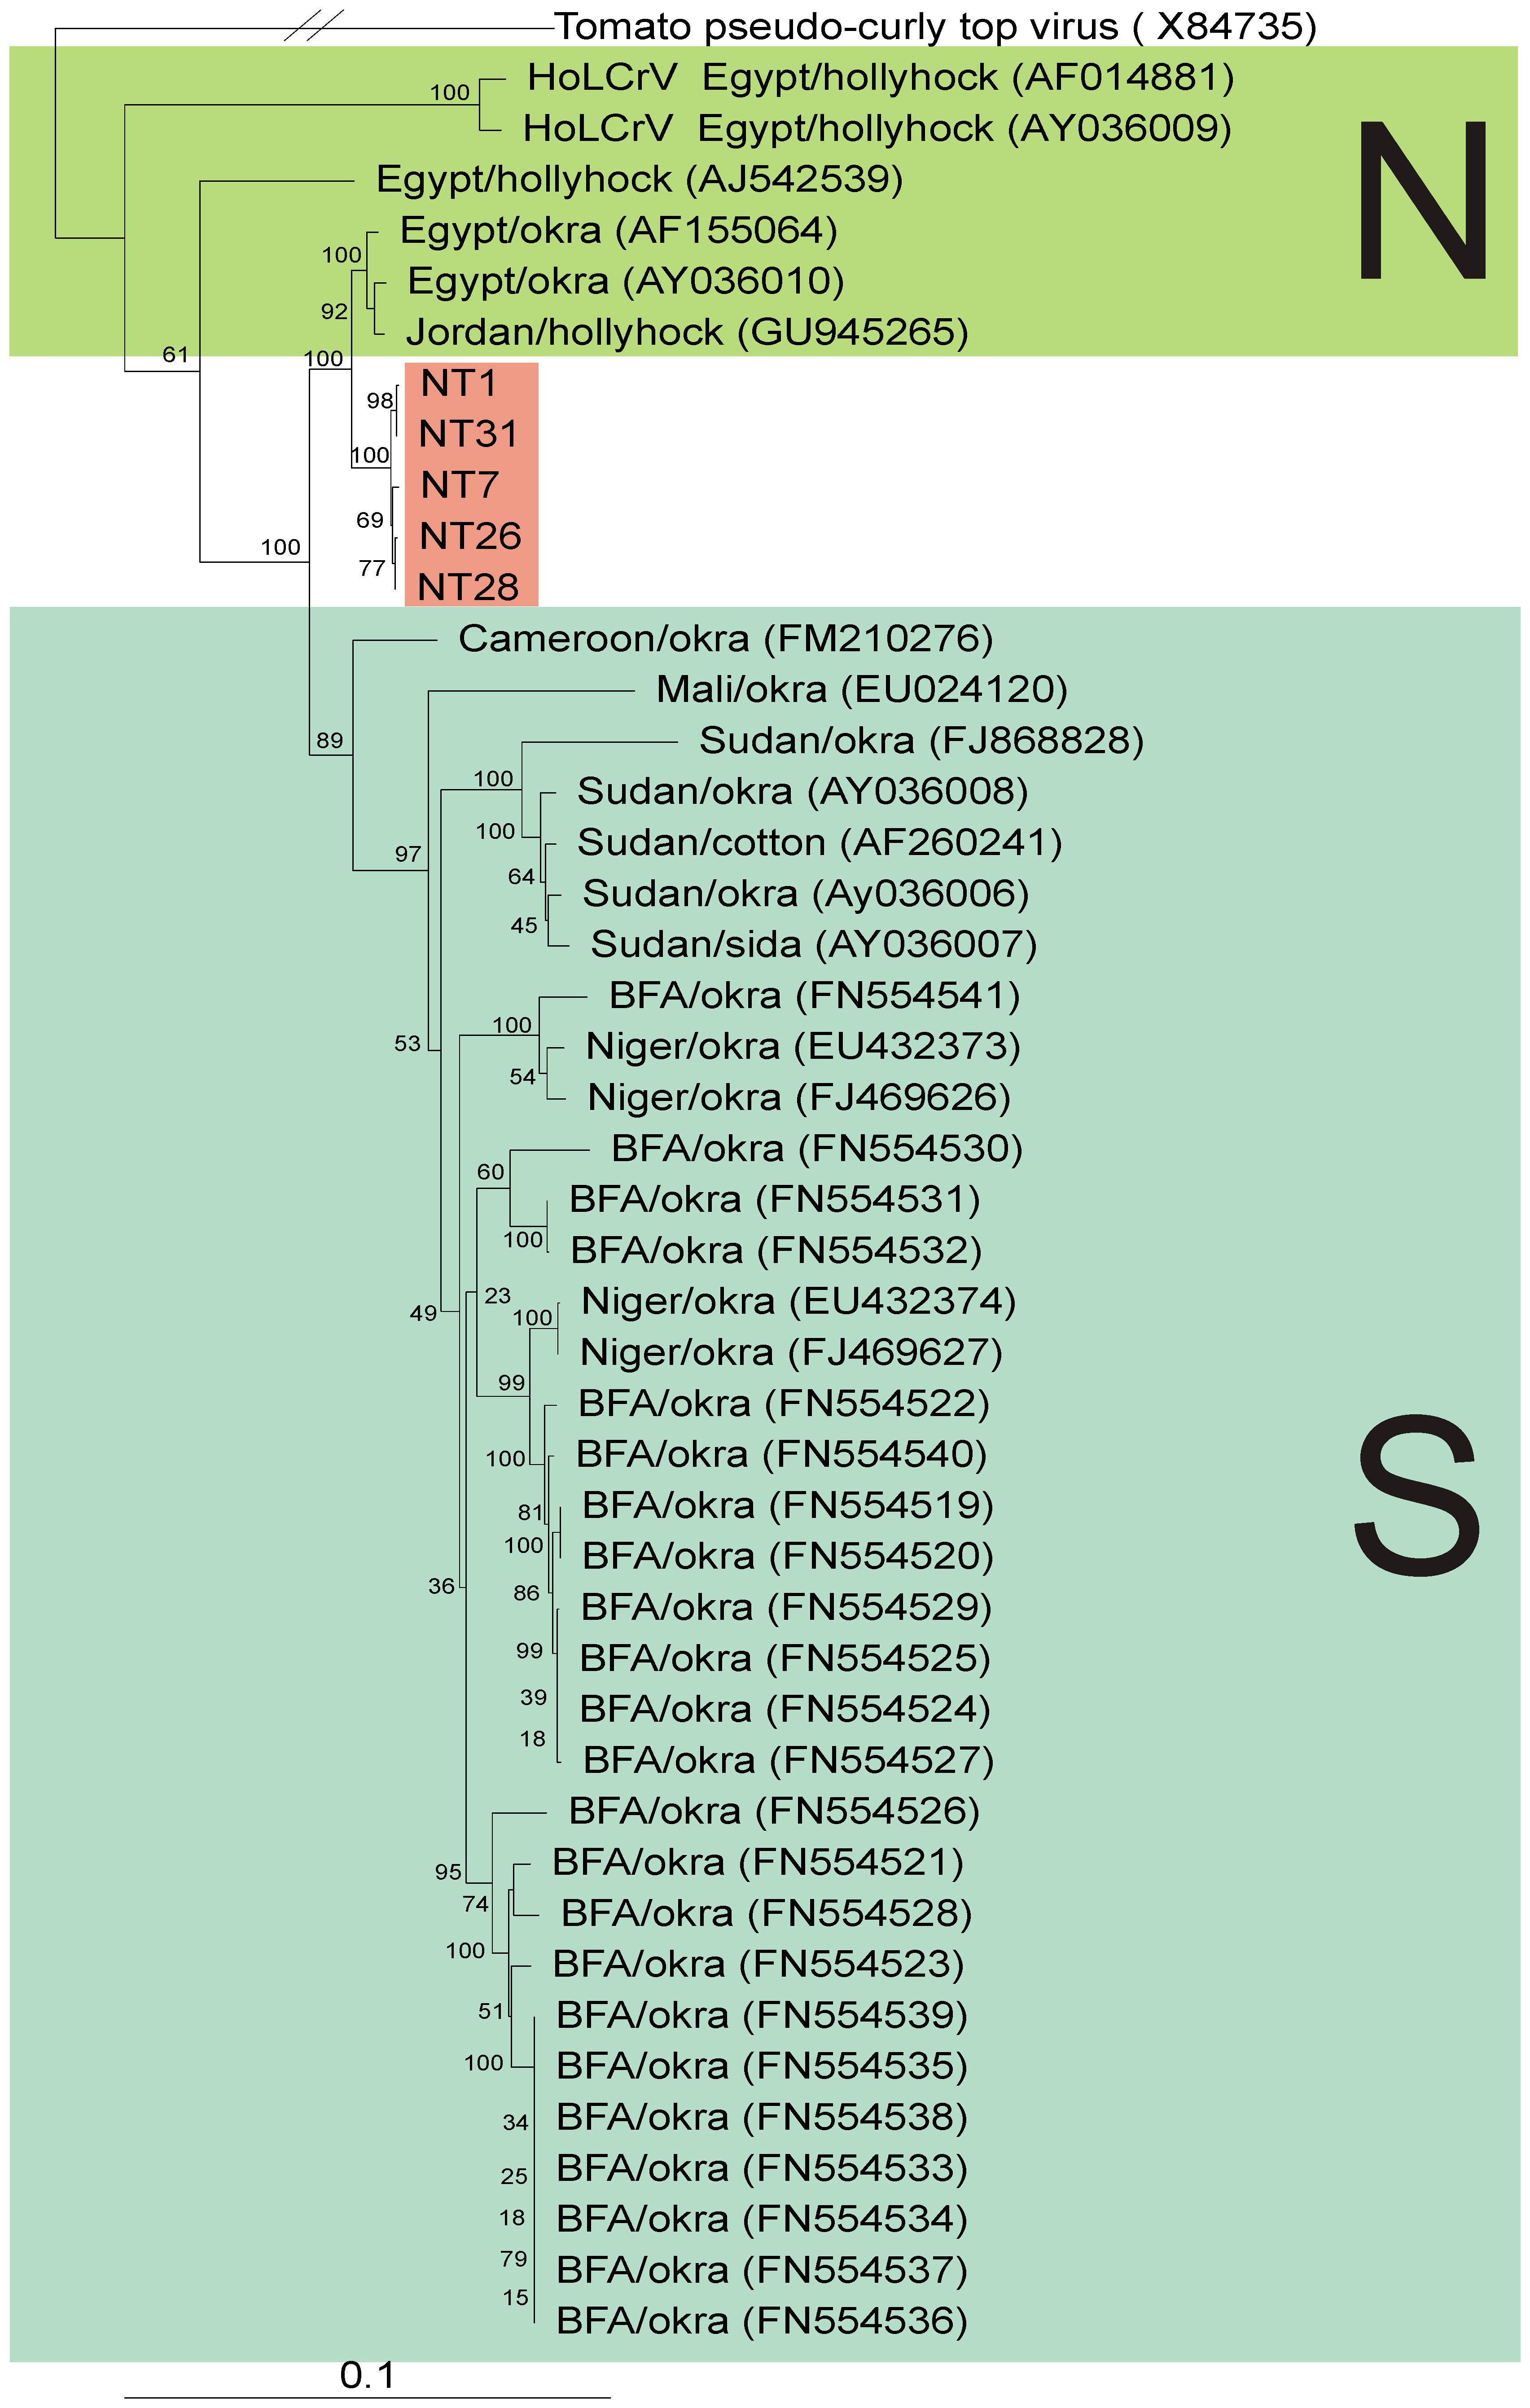 Tomato pseudo-curly top virus ( X84735)
HoLCrV Egypt/hollyhock (AF014881)
100
HoLCrV Egypt/hollyhock (AY036009)
N
Egypt/hollyhock (AJ542539)
Egypt/okra (AF155064)
100
Egypt/okra (AY036010)
92
Jordan/hollyhock (GU945265)
61
100
NT1
98
NT31
100
NT7
69
NT26
100
77
NT28
Cameroon/okra (FM210276)
Mali/okra (EU024120)
89
Sudan/okra (FJ868828)
100
Sudan/okra (AY036008)
100
Sudan/cotton (AF260241)
97
64
Sudan/okra (Ay036006)
45
Sudan/sida (AY036007)
BFA/okra (FN554541)
100
53
Niger/okra (EU432373)
54
Niger/okra (FJ469626)
BFA/okra (FN554530)
60
BFA/okra (FN554531)
100
BFA/okra (FN554532)
23
Niger/okra (EU432374)
49
100
Niger/okra (FJ469627)
99
BFA/okra (FN554522)
100
BFA/okra (FN554540)
S
81
BFA/okra (FN554519)
100
BFA/okra (FN554520)
36
86
BFA/okra (FN554529)
99
BFA/okra (FN554525)
39
BFA/okra (FN554524)
18
BFA/okra (FN554527)
BFA/okra (FN554526)
95
BFA/okra (FN554521)
74
BFA/okra (FN554528)
100
BFA/okra (FN554523)
51
BFA/okra (FN554539)
100
BFA/okra (FN554535)
34
BFA/okra (FN554538)
25
BFA/okra (FN554533)
18
BFA/okra (FN554534)
79
BFA/okra (FN554537)
15
BFA/okra (FN554536)
0.1